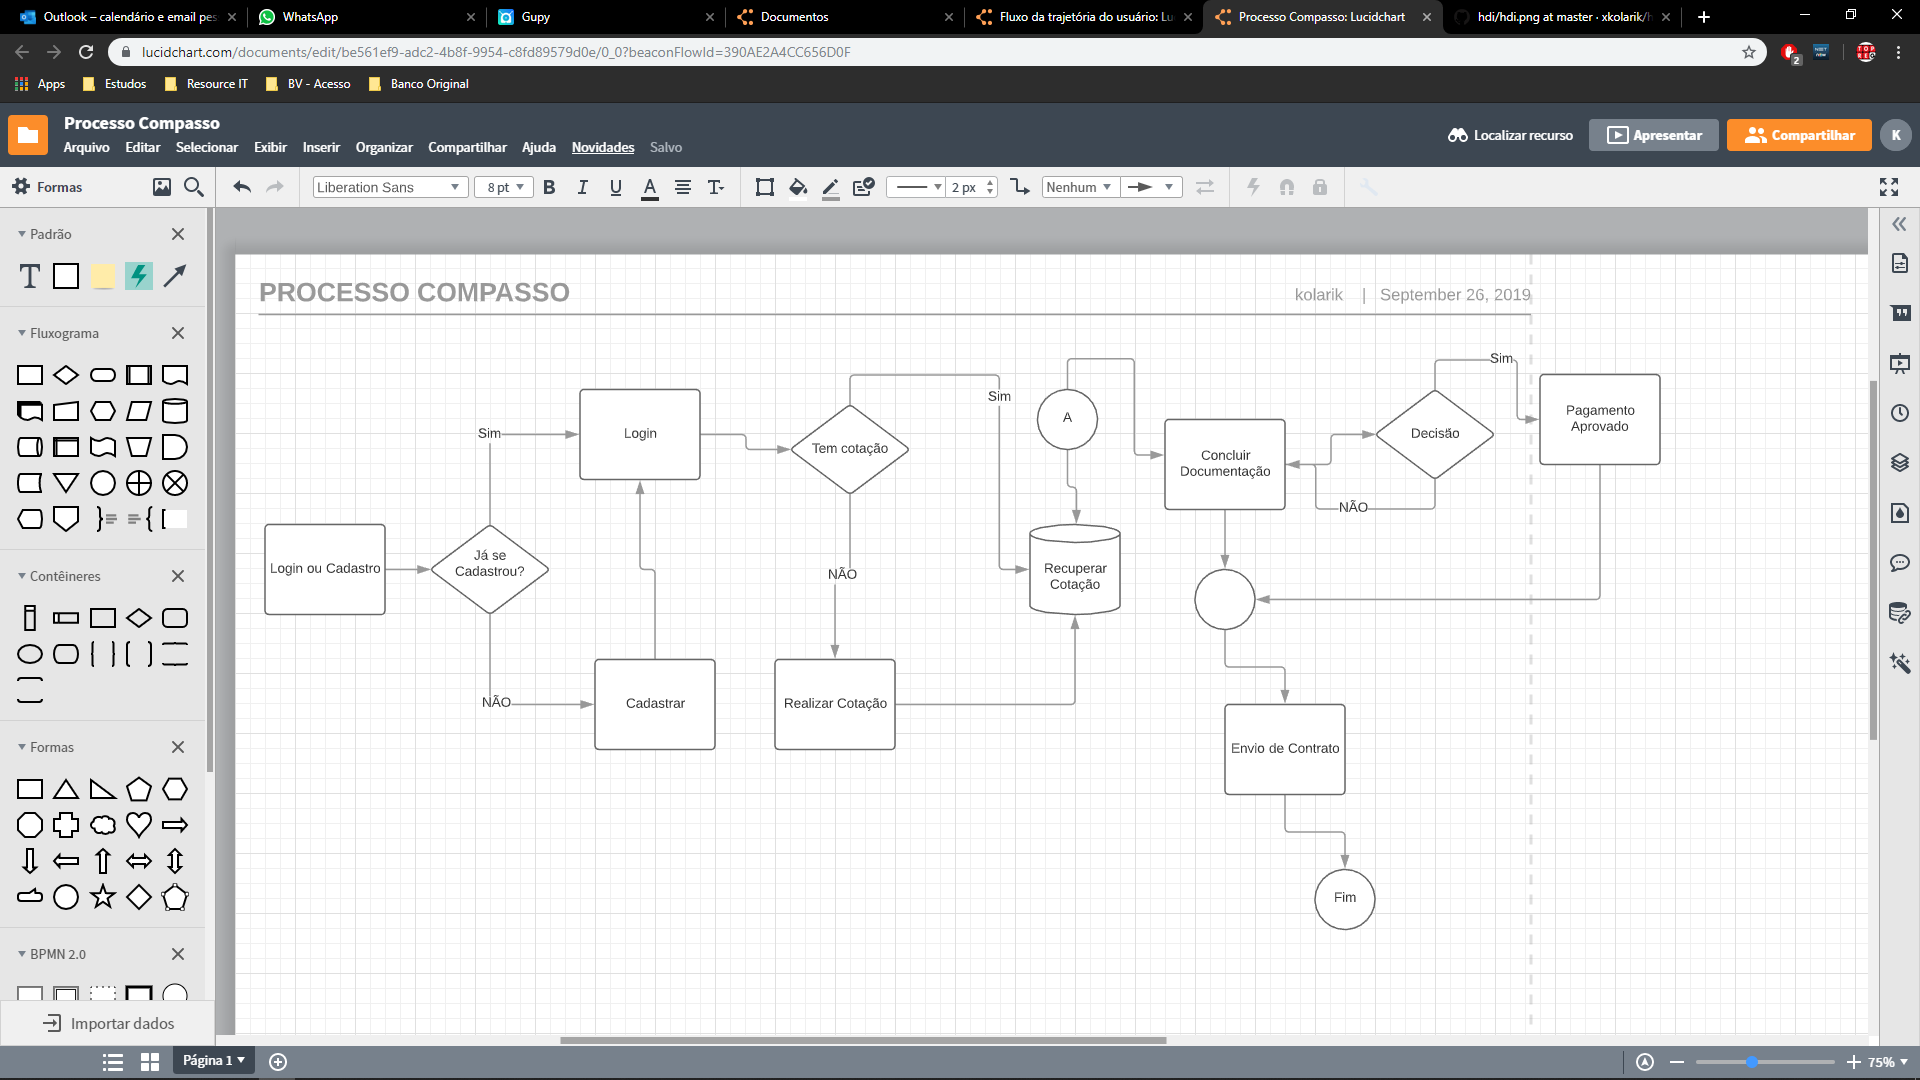 Outlook – calendário e email pes
WhatsApp
Gupy
Documentos
Fluxo da trajetória do usuário: Lu
Processo Compasso: Lucidchart
hdi/hdi.png at master · xkolarik/h
lucidchart.com/documents/edit/be561ef9-adc2-4b8f-9954-c8fd89579d0e/0_0?beaconFlowId=390AE2A4CC656D0F
2
Apps
Estudos
Resource IT
BV - Acesso
Banco Original
Processo Compasso
Arquivo Editar Selecionar Exibir Inserir Organizar Compartilhar Ajuda Novidades Salvo
Localizar recurso
Apresentar
Compartilhar
K
Formas
Liberation Sans
8 pt
B I U A T
2 px
Nenhum
Padrão
T
Fluxograma
Contêineres
Formas
BPMN 2.0
Importar dados
PROCESSO COMPASSO
kolarik | September 26, 2019
Login ou Cadastro
Já se
Cadastrou?
Sim
NÃO
Login
Cadastrar
Tem cotação
Sim
NÃO
Realizar Cotação
A
Recuperar
Cotação
Concluir
Documentação
Decisão
Sim
NÃO
Pagamento
Aprovado
Envio de Contrato
Fim
Página 1
75%